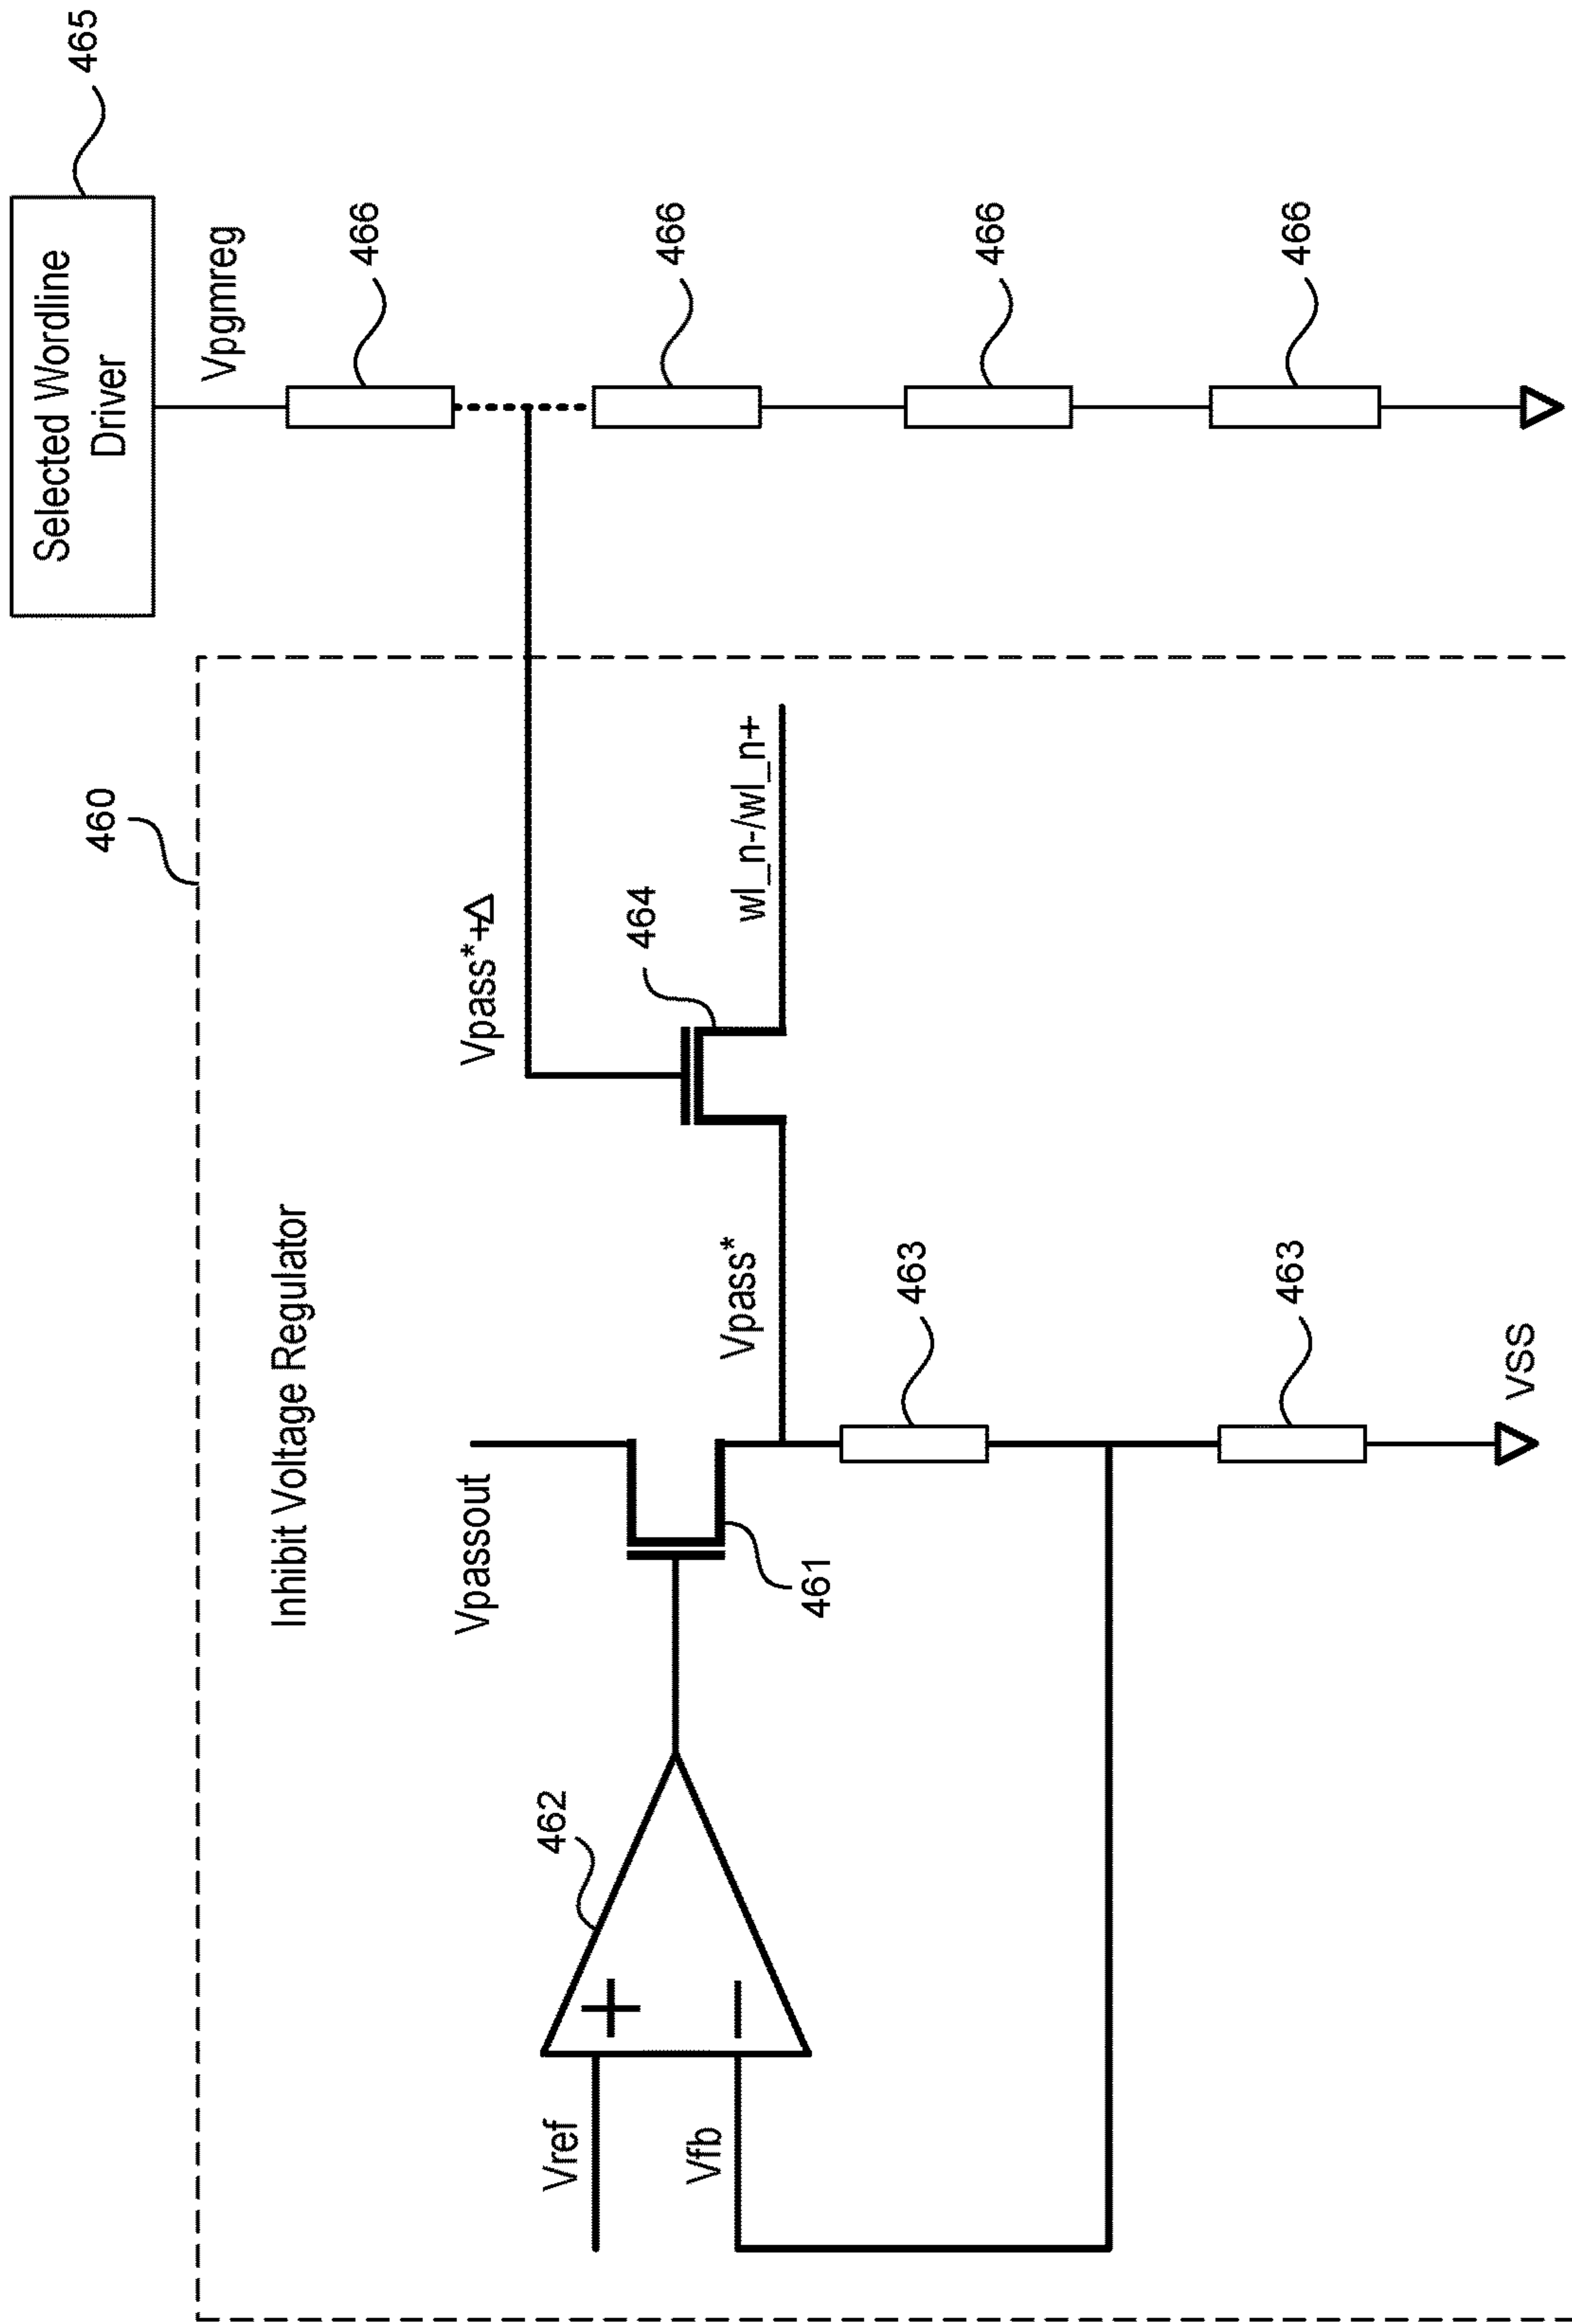 Selected Wordline
Driver
465
Vpgmreg
466
466
466
466
460
Inhibit Voltage Regulator
Vpass*+Δ
464
wl_n-/wl_n+
Vpassout
Vpass*
461
463
463
VSS
462
+
−
Vref
Vfb